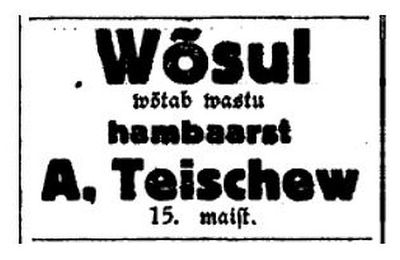 Wõsul
wõtab wastu
hambaarst
A. Teischew
15. maist.